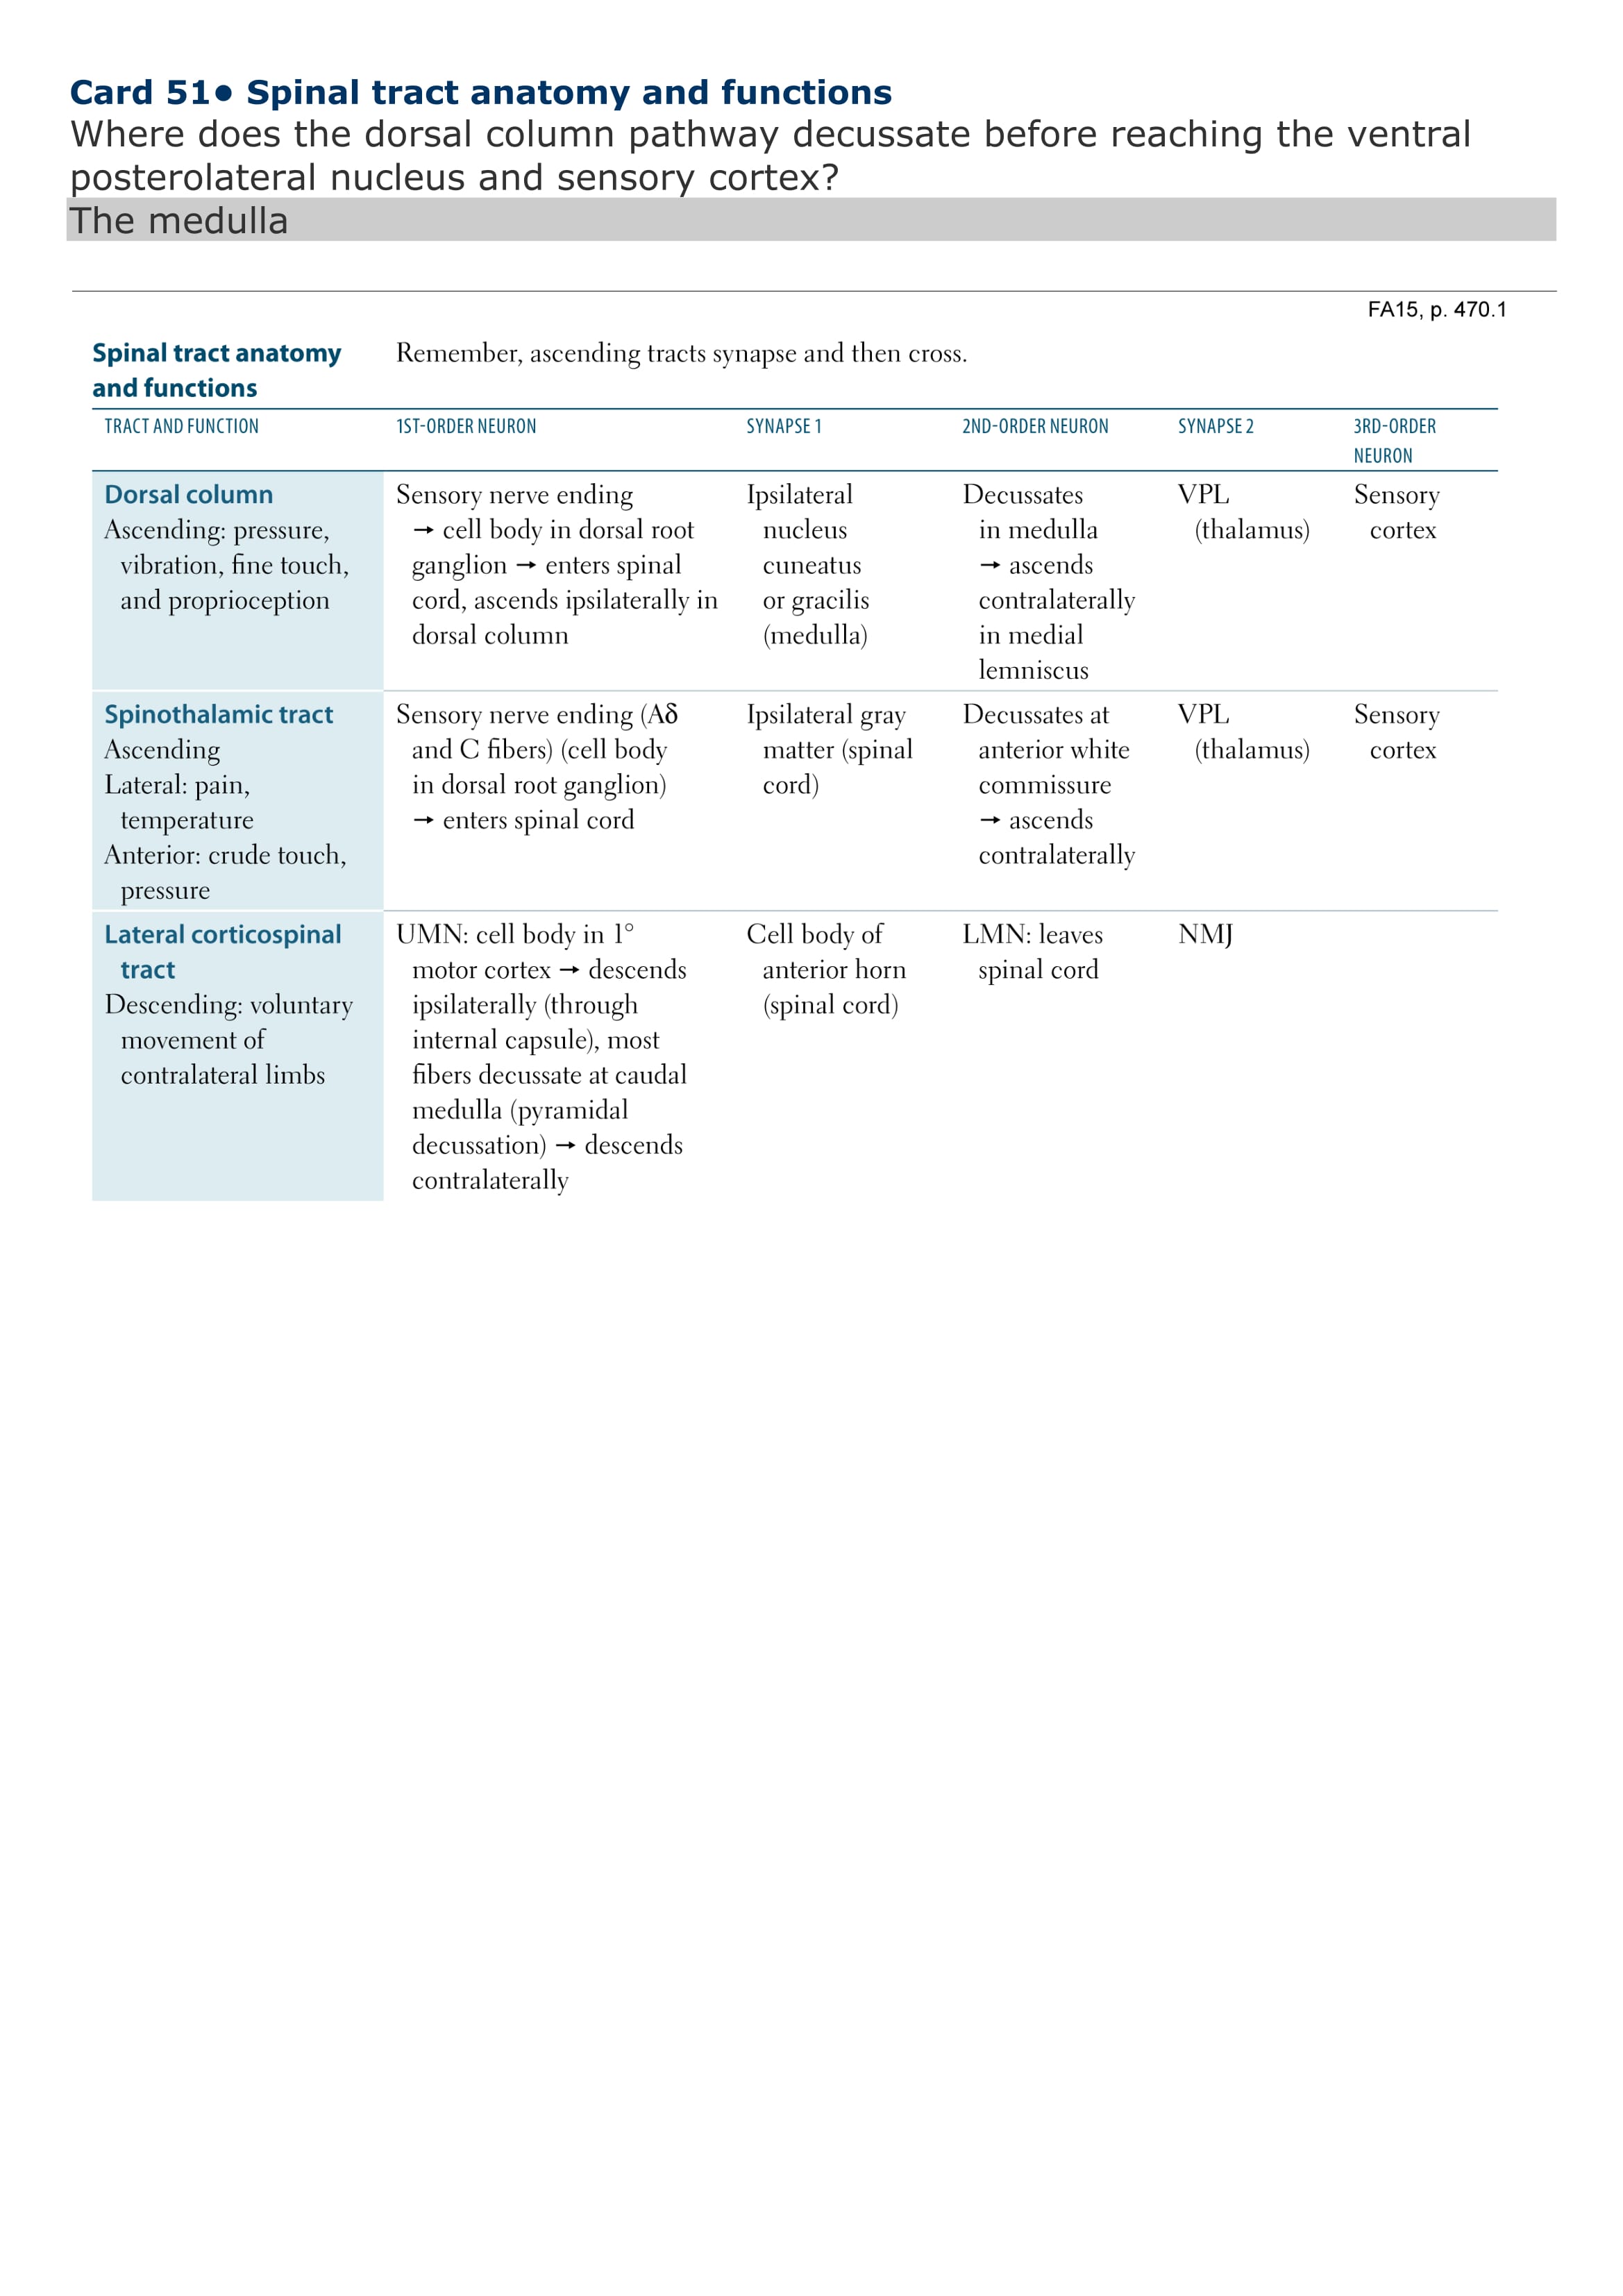 Card 51• Spinal tract anatomy and functions
Where does the dorsal column pathway decussate before reaching the ventral
posterolateral nucleus and sensory cortex?
The medulla
FA15, p. 470.1
Spinal tract anatomy
and functions
Remember, ascending tracts synapse and then cross.
TRACT AND FUNCTION
1ST-ORDER NEURON
SYNAPSE 1
2ND-ORDER NEURON
SYNAPSE 2
3RD-ORDER
NEURON
Dorsal column
Ascending: pressure,
vibration, fine touch,
and proprioception
Sensory nerve ending
→ cell body in dorsal root
ganglion → enters spinal
cord, ascends ipsilaterally in
dorsal column
Ipsilateral
nucleus
cuneatus
or gracilis
(medulla)
Decussates
in medulla
→ ascends
contralaterally
in medial
lemniscus
VPL
(thalamus)
Sensory
cortex
Spinothalamic tract
Ascending
Lateral: pain,
temperature
Anterior: crude touch,
pressure
Sensory nerve ending (Aδ
and C fibers) (cell body
in dorsal root ganglion)
→ enters spinal cord
Ipsilateral gray
matter (spinal
cord)
Decussates at
anterior white
commissure
→ ascends
contralaterally
VPL
(thalamus)
Sensory
cortex
Lateral corticospinal
tract
Descending: voluntary
movement of
contralateral limbs
UMN: cell body in 1°
motor cortex → descends
ipsilaterally (through
internal capsule), most
fibers decussate at caudal
medulla (pyramidal
decussation) → descends
contralaterally
Cell body of
anterior horn
(spinal cord)
LMN: leaves
spinal cord
NMJ